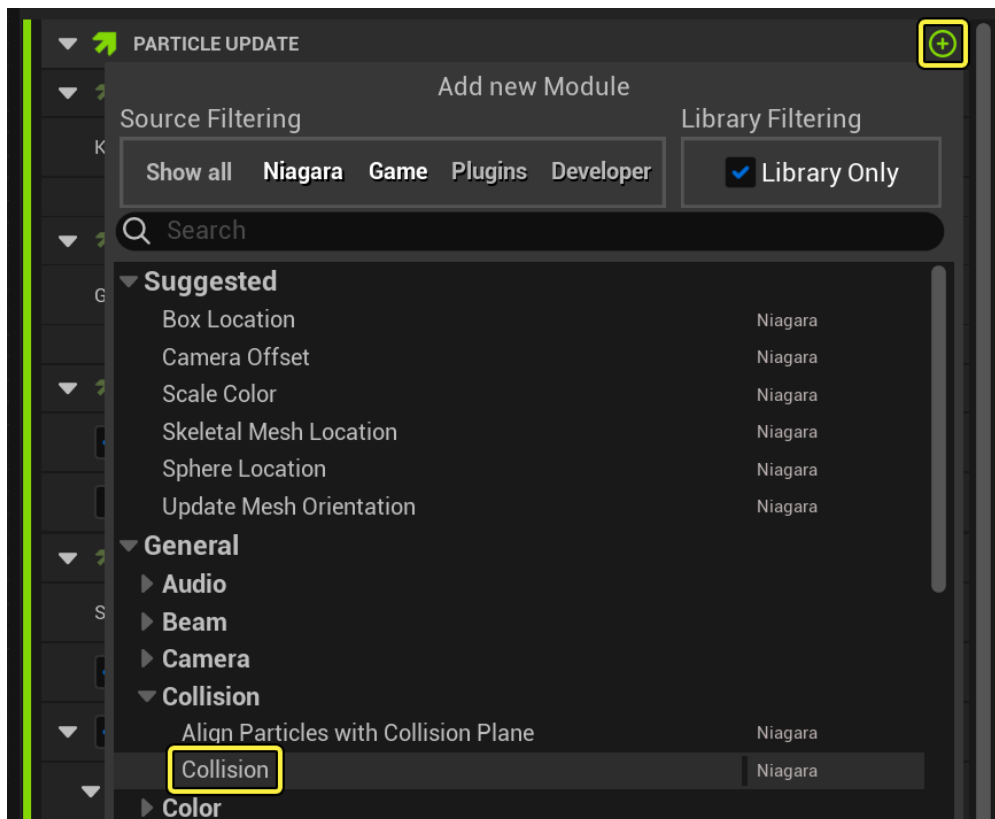 PARTICLE UPDATE
Add new Module
Source Filtering Library Filtering
Show all Niagara Game Plugins Developer Library Only
K
Search
G
Suggested
Box Location Niagara
Camera Offset Niagara
Scale Color Niagara
Skeletal Mesh Location Niagara
Sphere Location Niagara
Update Mesh Orientation Niagara
General
Audio
S
Beam
Camera
Collision
Align Particles with Collision Plane Niagara
Collision Niagara
Color